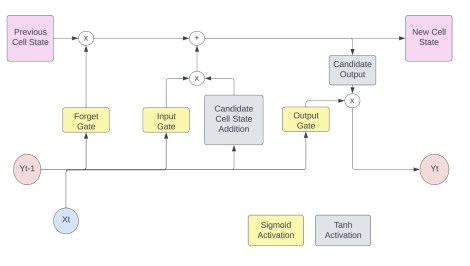 Previous
Cell State
x
+
New Cell
State
Candidate
Output
x
x
Candidate
Cell State
Addition
Forget
Gate
Input
Gate
Output
Gate
Yt-1
Yt
Xt
Sigmoid
Activation
Tanh
Activation